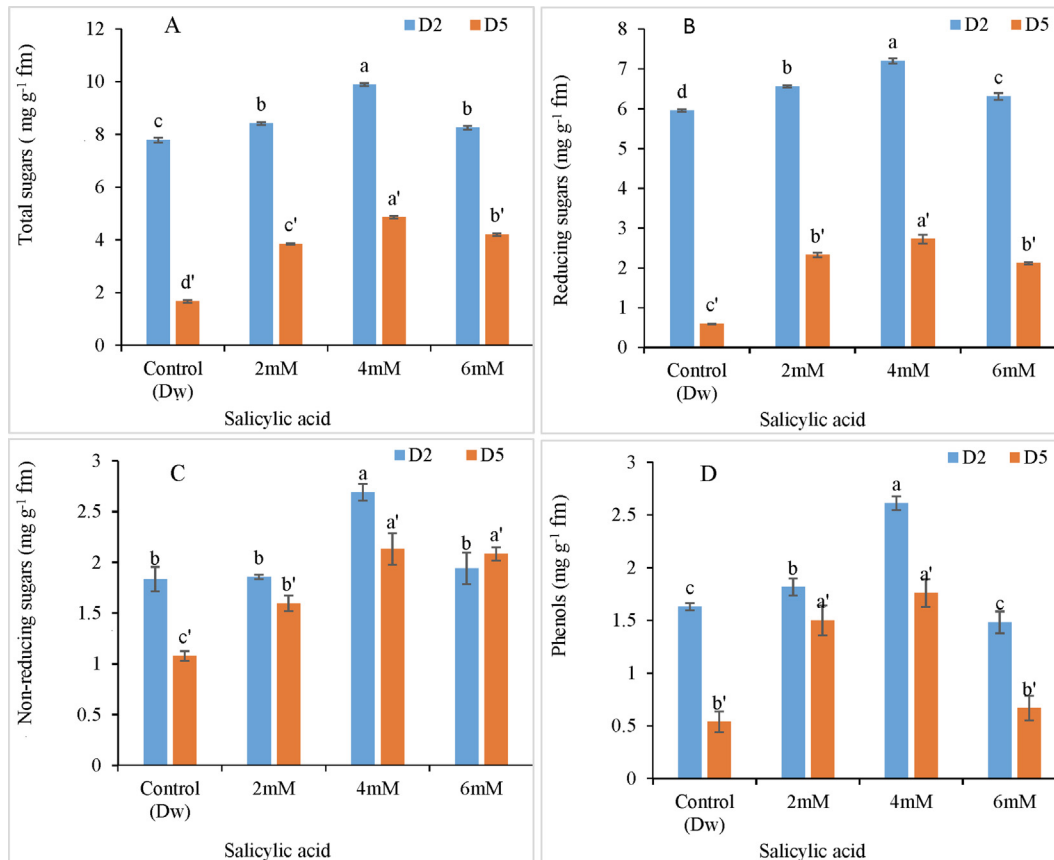 A
D2 D5
Total sugars ( mg g⁻¹ fm)
12
10
8
6
4
2
0
c d'
b c'
a a'
b b'
Control (Dw) 2mM 4mM 6mM
Salicylic acid
B
D2 D5
Reducing sugars (mg g⁻¹ fm)
8
7
6
5
4
3
2
1
0
d c'
b b'
a a'
c b'
Control (Dw) 2mM 4mM 6mM
Salicylic acid
C
D2 D5
Non-reducing sugars (mg g⁻¹ fm)
3
2.5
2
1.5
1
0.5
0
b c'
b b'
a a'
b a'
Control (Dw) 2mM 4mM 6mM
Salicylic acid
D
D2 D5
Phenols (mg g⁻¹ fm)
3
2.5
2
1.5
1
0.5
0
c b'
b a'
a a'
c b'
Control (Dw) 2mM 4mM 6mM
Salicylic acid